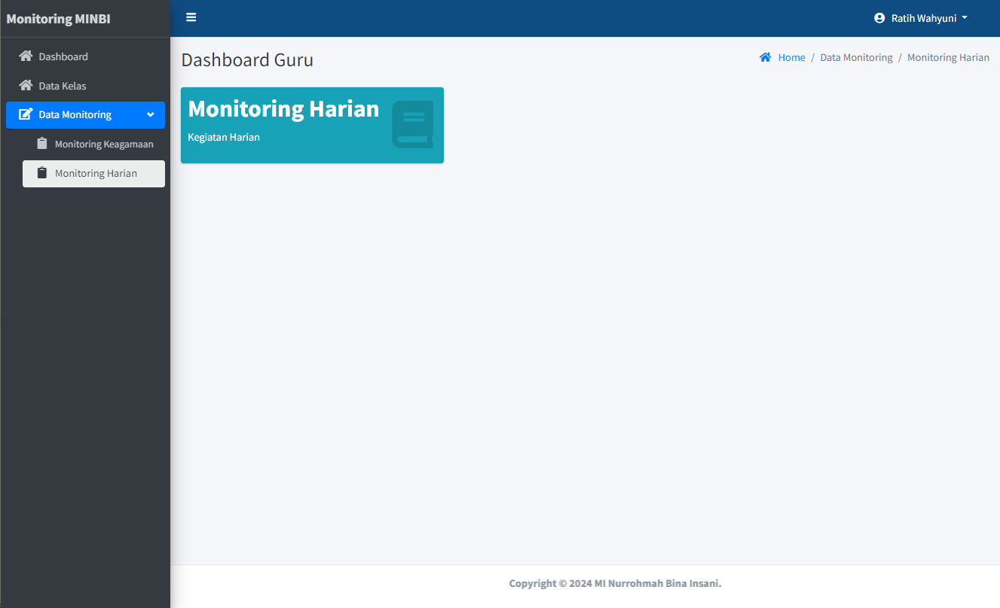 Monitoring MINBI
Ratih Wahyuni
Dashboard
Data Kelas
Data Monitoring
Monitoring Keagamaan
Monitoring Harian
Dashboard Guru
Home / Data Monitoring / Monitoring Harian
Monitoring Harian
Kegiatan Harian
Copyright © 2024 MI Nurrohmah Bina Insani.